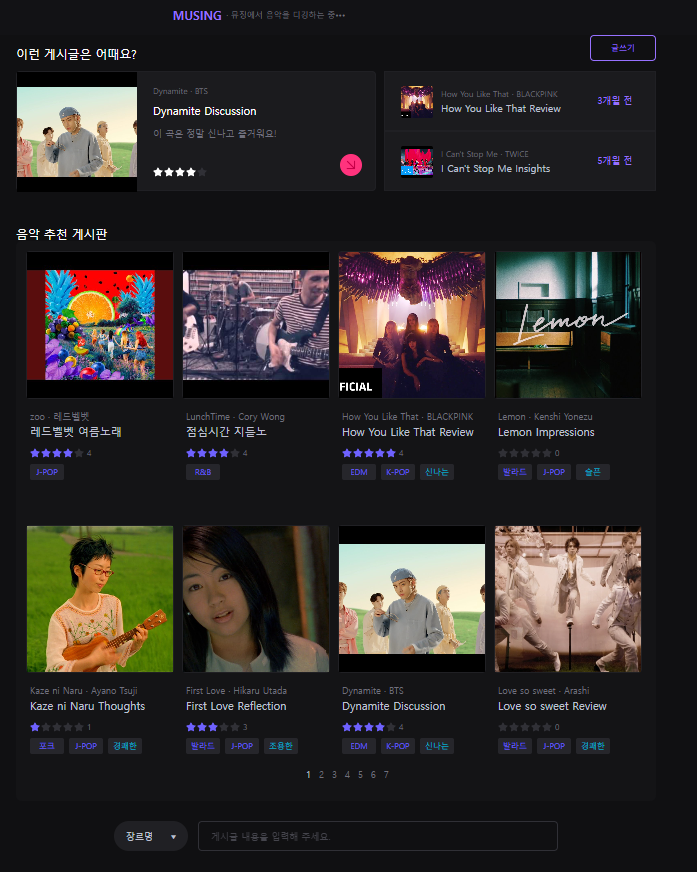 MUSING · 뮤징에서 음악을 디깅하는 중•••
이런 게시글은 어때요?
글쓰기
Dynamite · BTS
Dynamite Discussion
이 곡은 정말 신나고 즐거워요!
How You Like That · BLACKPINK
How You Like That Review
3개월 전
I Can't Stop Me · TWICE
I Can't Stop Me Insights
5개월 전
음악 추천 게시판
Lemon
FICIAL
zoo · 레드벨벳
레드벨벳 여름노래
4
J-POP
LunchTime · Cory Wong
점심시간 지듣노
4
R&B
How You Like That · BLACKPINK
How You Like That Review
4
EDM K-POP 신나는
Lemon · Kenshi Yonezu
Lemon Impressions
0
발라드 J-POP 슬픈
Kaze ni Naru · Ayano Tsuji
Kaze ni Naru Thoughts
1
포크 J-POP 경쾌한
First Love · Hikaru Utada
First Love Reflection
3
발라드 J-POP 조용한
Dynamite · BTS
Dynamite Discussion
4
EDM K-POP 신나는
Love so sweet · Arashi
Love so sweet Review
0
발라드 J-POP 경쾌한
1 2 3 4 5 6 7
장르명 ▼
게시글 내용을 입력해 주세요.